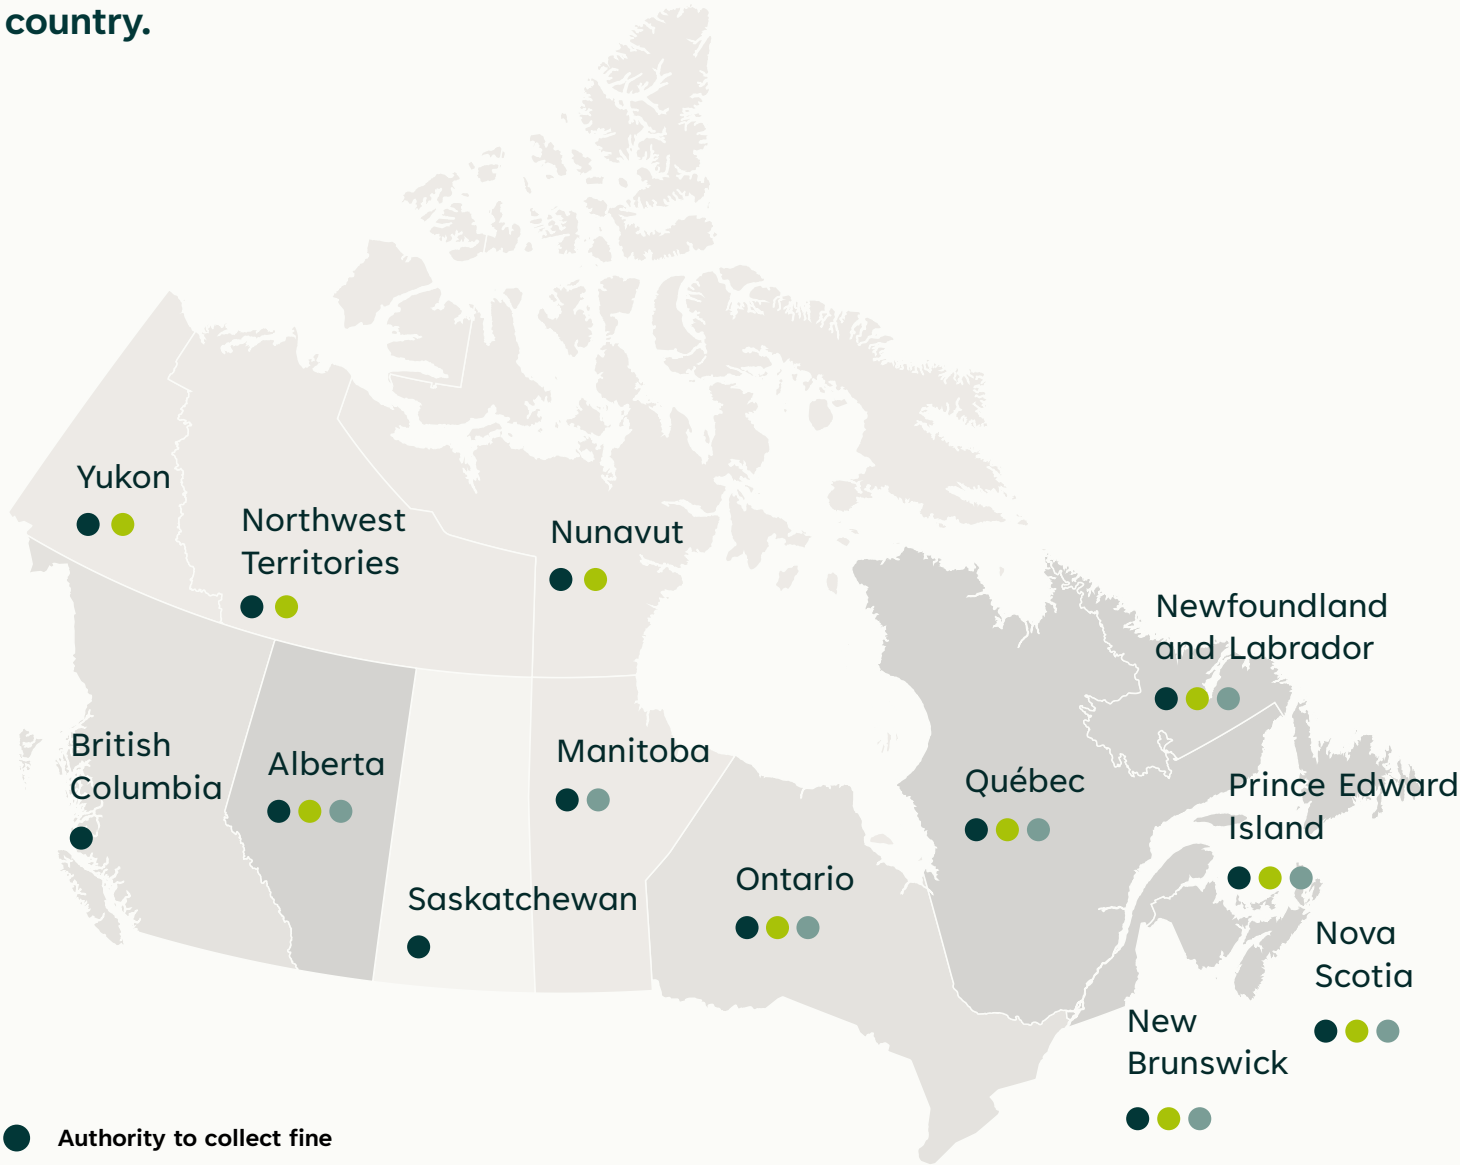 country.
Yukon
Northwest
Territories
Nunavut
Newfoundland
and Labrador
British
Columbia
Alberta
Manitoba
Québec
Prince Edward
Island
Saskatchewan
Ontario
Nova
Scotia
New
Brunswick
Authority to collect fine